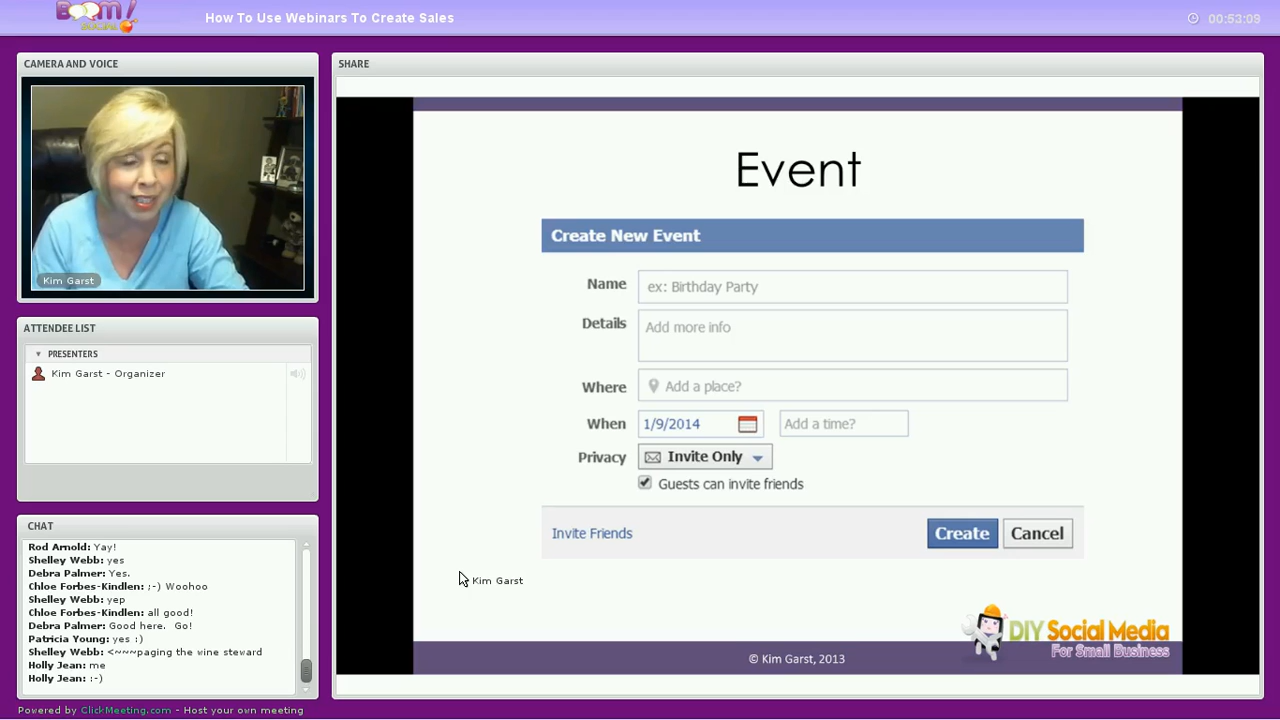 BOOM!
SOCIAL
How To Use Webinars To Create Sales
00:53:09
CAMERA AND VOICE
Kim Garst
ATTENDEE LIST
PRESENTERS
Kim Garst - Organizer
CHAT
Rod Arnold: Yay!
Shelley Webb: yes
Debra Palmer: Yes.
Chloe Forbes-Kindlen: ;-) Woohoo
Shelley Webb: yep
Chloe Forbes-Kindlen: all good!
Debra Palmer: Good here. Go!
Patricia Young: yes :)
Shelley Webb: <~~~paging the wine steward
Holly Jean: me
Holly Jean: :-)
Powered by ClickMeeting.com - Host your own meeting
SHARE
Event
Create New Event
Name ex: Birthday Party
Details Add more info
Where Add a place?
When 1/9/2014 Add a time?
Privacy Invite Only
Guests can invite friends
Invite Friends Create Cancel
Kim Garst
DIY Social Media
For Small Business
© Kim Garst, 2013